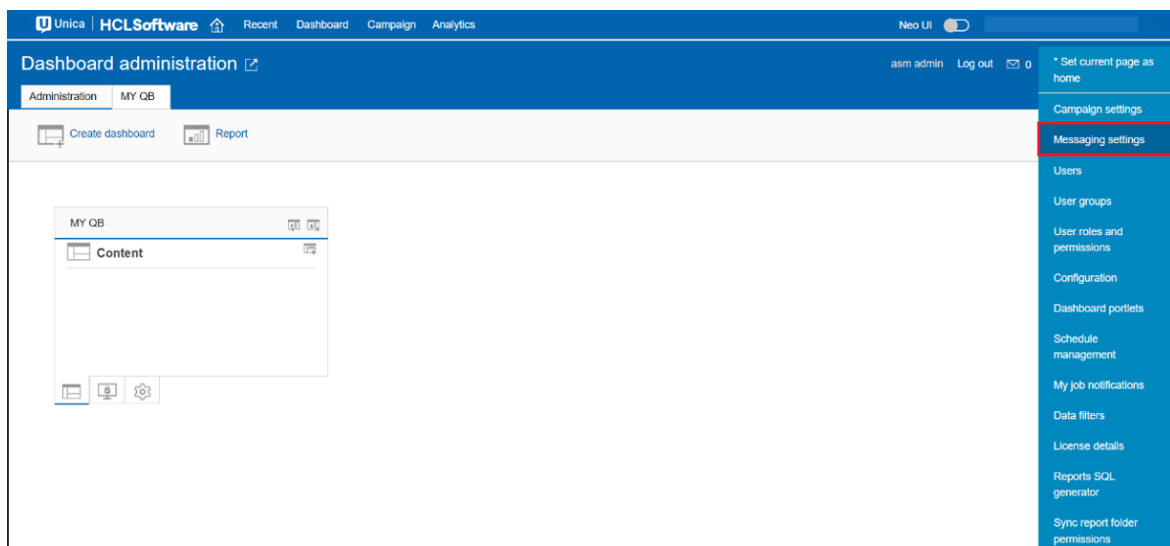 Unica | HCLSoftware Recent Dashboard Campaign Analytics Neo UI
Dashboard administration asm admin Log out 0
Administration MY QB
Create dashboard Report
MY QB
Content
* Set current page as
home
Campaign settings
Messaging settings
Users
User groups
User roles and
permissions
Configuration
Dashboard portlets
Schedule
management
My job notifications
Data filters
License details
Reports SQL
generator
Sync report folder
permissions